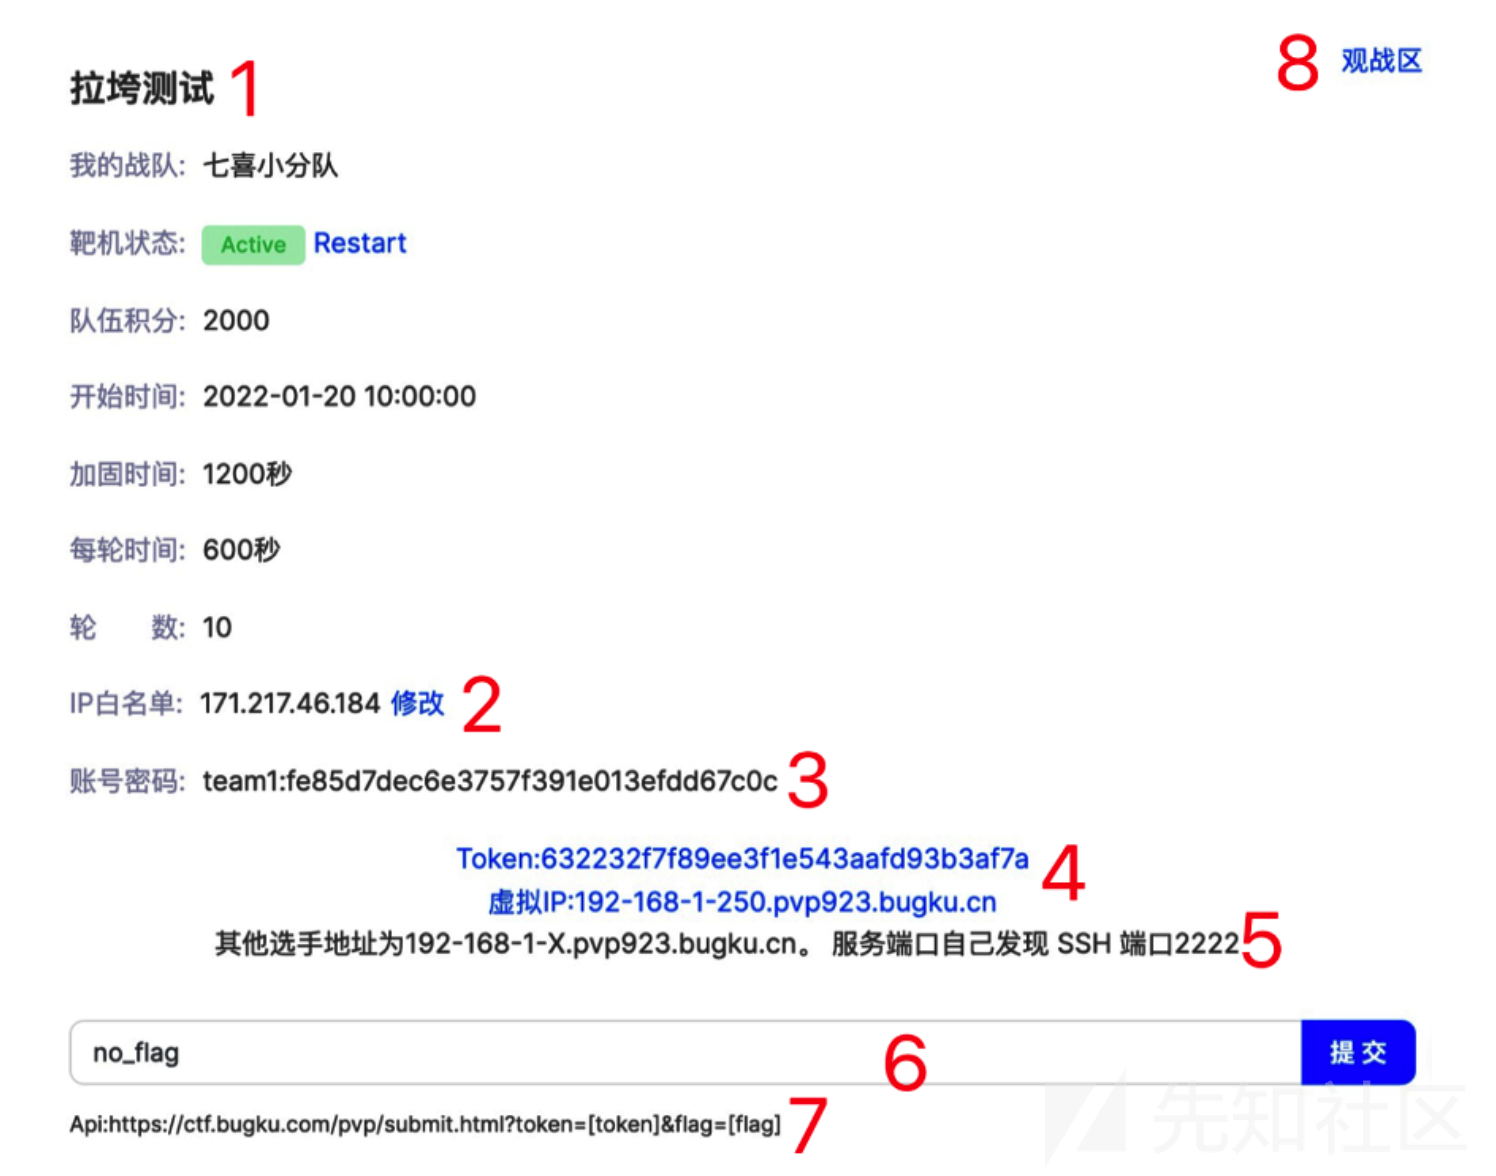 拉垮测试 1
8 观战区
我的战队: 七喜小分队
靶机状态: Active Restart
队伍积分: 2000
开始时间: 2022-01-20 10:00:00
加固时间: 1200秒
每轮时间: 600秒
轮 数: 10
IP白名单: 171.217.46.184 修改 2
账号密码: team1:fe85d7dec6e3757f391e013efdd67c0c 3
Token:632232f7f89ee3f1e543aafd93b3af7a 4
虚拟IP:192-168-1-250.pvp923.bugku.cn
其他选手地址为192-168-1-X.pvp923.bugku.cn。 服务端口自己发现 SSH 端口2222 5
no_flag 6 提 交
Api:https://ctf.bugku.com/pvp/submit.html?token=[token]&flag=[flag] 7
先知社区